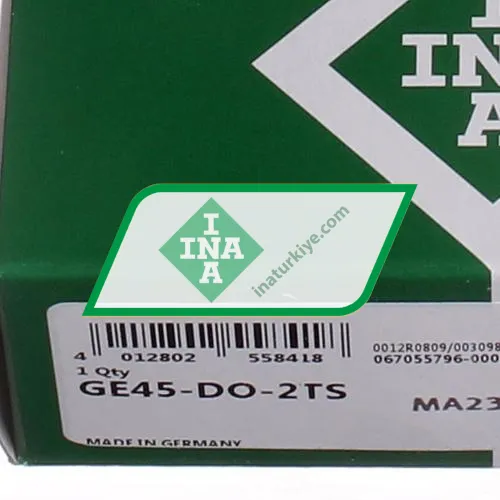 I
INA
A
I
INA
A
inaturkiye.com
4 012802 558418
1 Qty
GE45-DO-2TS
0012R0809/003098
067055796-000
MA23
MADE IN GERMANY